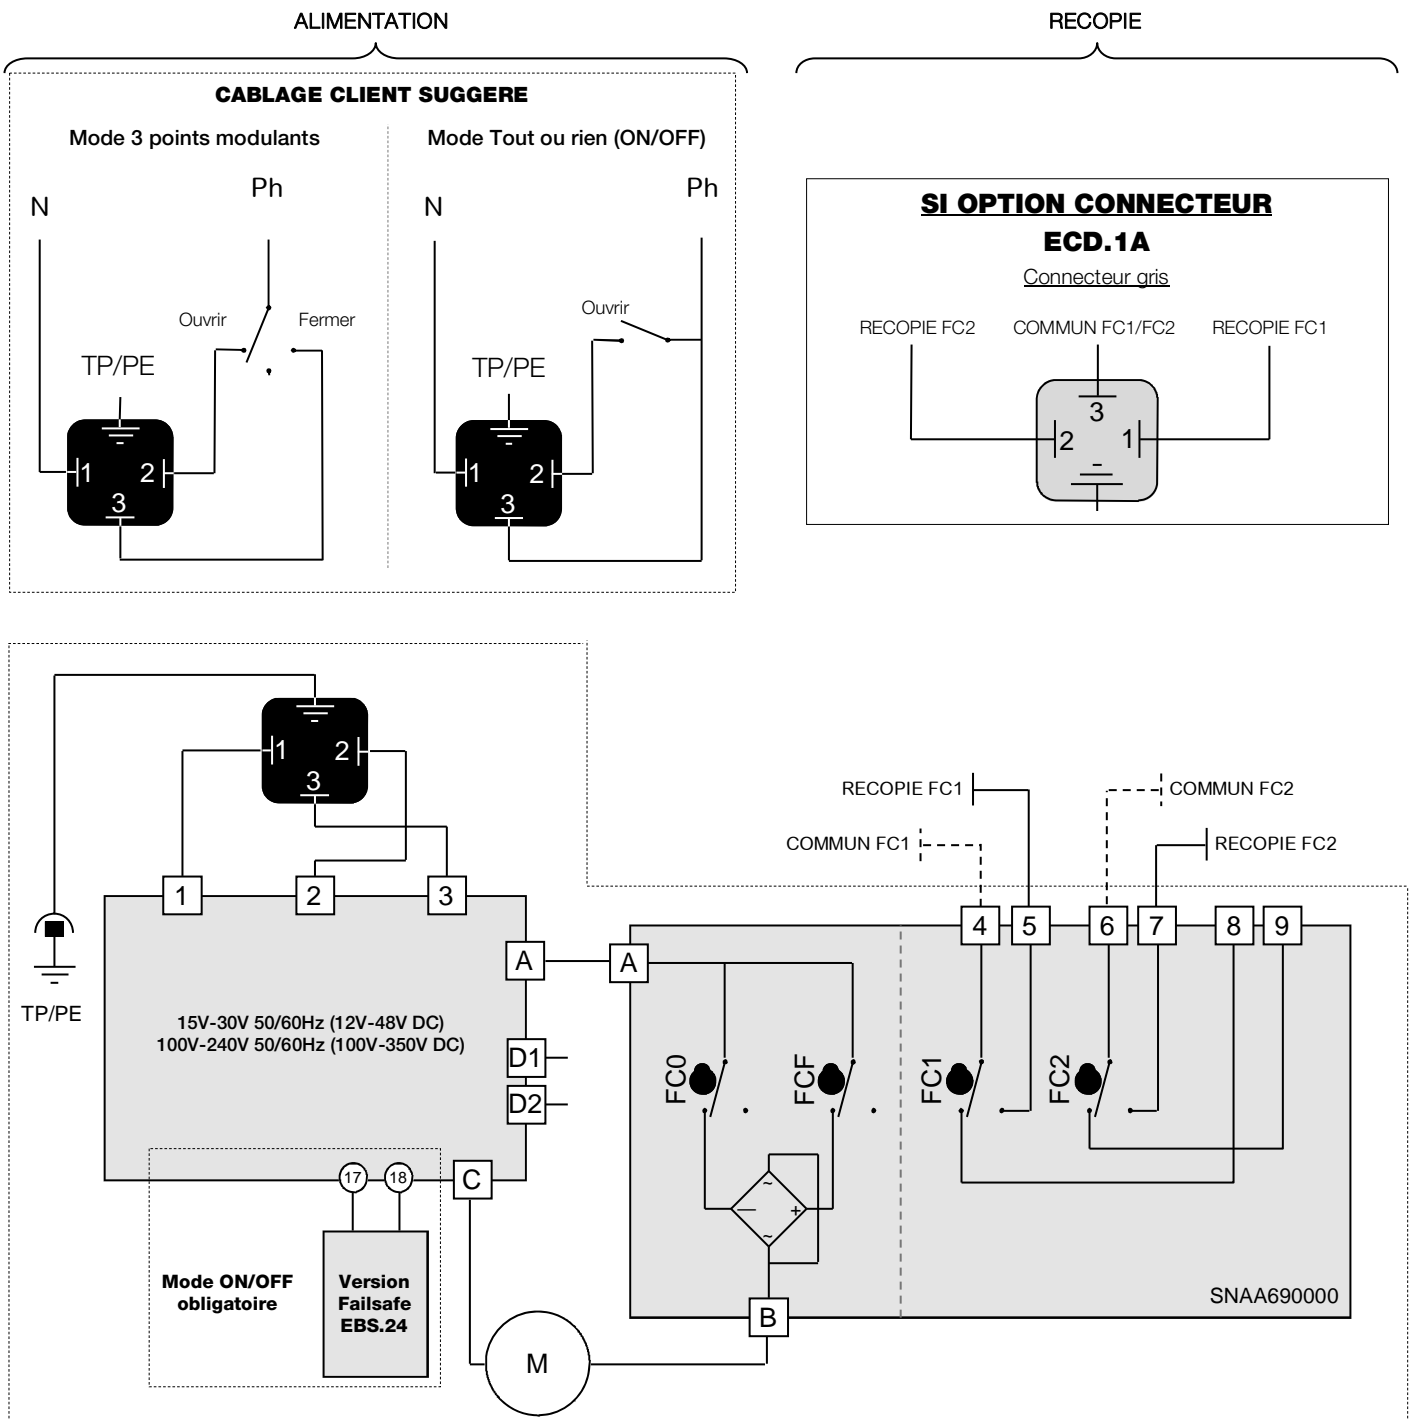 ALIMENTATION
RECOPIE
CABLAGE CLIENT SUGGERE
Mode 3 points modulants
Mode Tout ou rien (ON/OFF)
N
Ph
Ouvrir
Fermer
TP/PE
1
2
3
N
Ph
Ouvrir
TP/PE
1
2
3
SI OPTION CONNECTEUR
ECD.1A
Connecteur gris
RECOPIE FC2
COMMUN FC1/FC2
RECOPIE FC1
3
2
1
1
2
3
1
2
3
TP/PE
15V-30V 50/60Hz (12V-48V DC)
100V-240V 50/60Hz (100V-350V DC)
A
D1
D2
C
17
18
Mode ON/OFF
obligatoire
Version
Failsafe
EBS.24
M
RECOPIE FC1
COMMUN FC1
COMMUN FC2
RECOPIE FC2
4
5
6
7
8
9
A
FC0
FCF
FC1
FC2
~
— +
~
B
SNAA690000